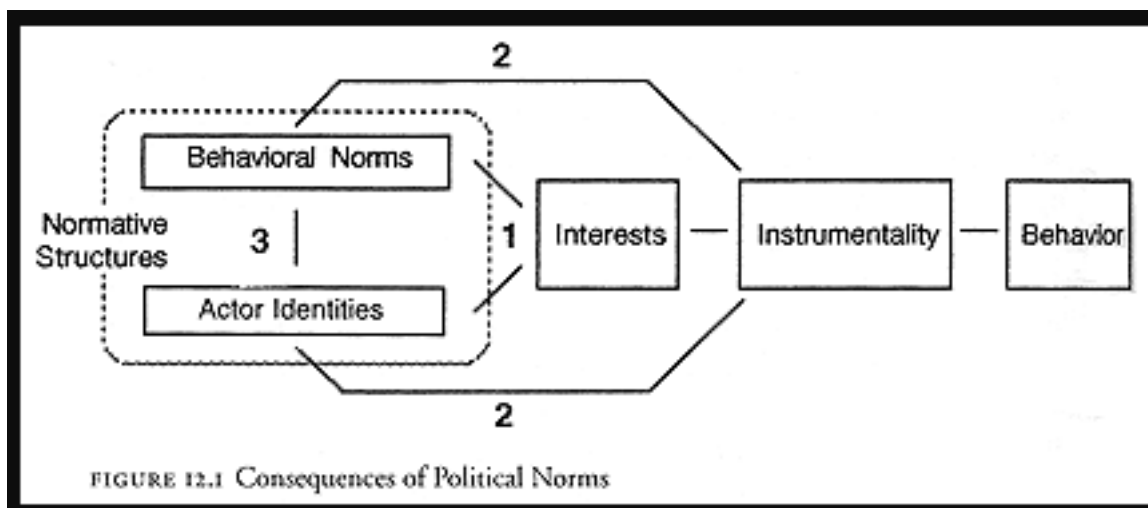 2
Behavioral Norms
Normative
Structures
3
1
Interests
Instrumentality
Behavior
Actor Identities
2
FIGURE 12.1 Consequences of Political Norms